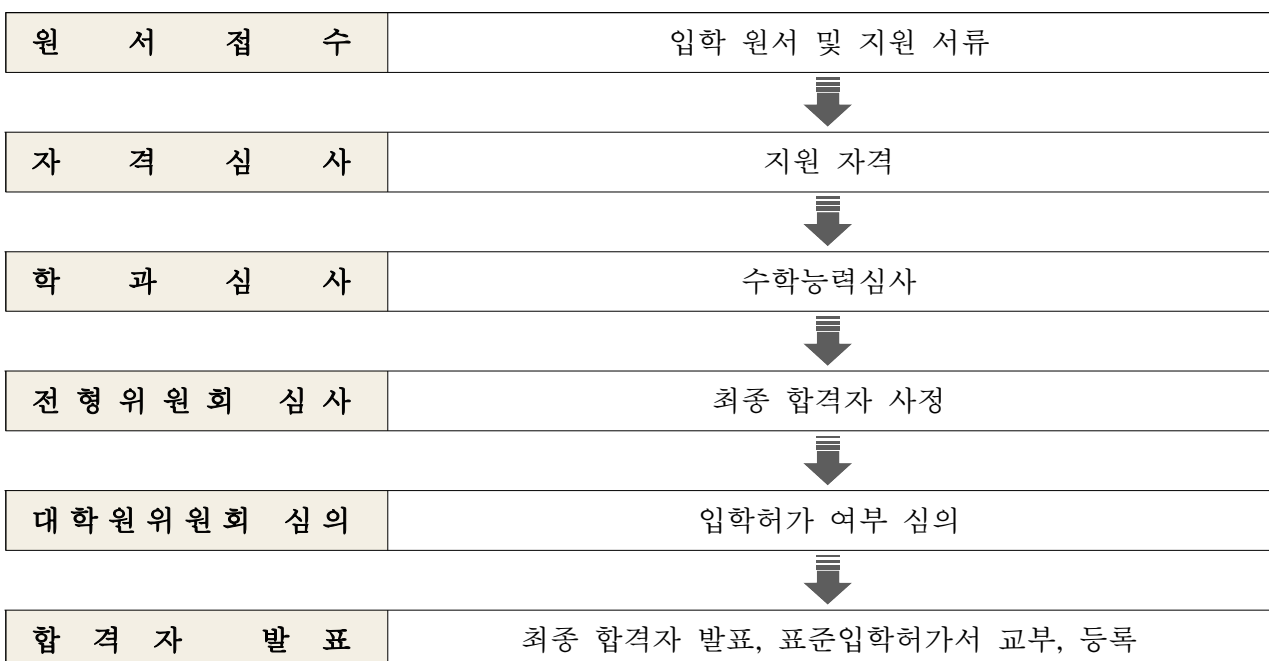 원서접수 입학 원서 및 지원 서류
자격심사 지원 자격
학과심사 수학능력심사
전형위원회 심사 최종 합격자 사정
대학원위원회 심의 입학허가 여부 심의
합격자 발표 최종 합격자 발표, 표준입학허가서 교부, 등록